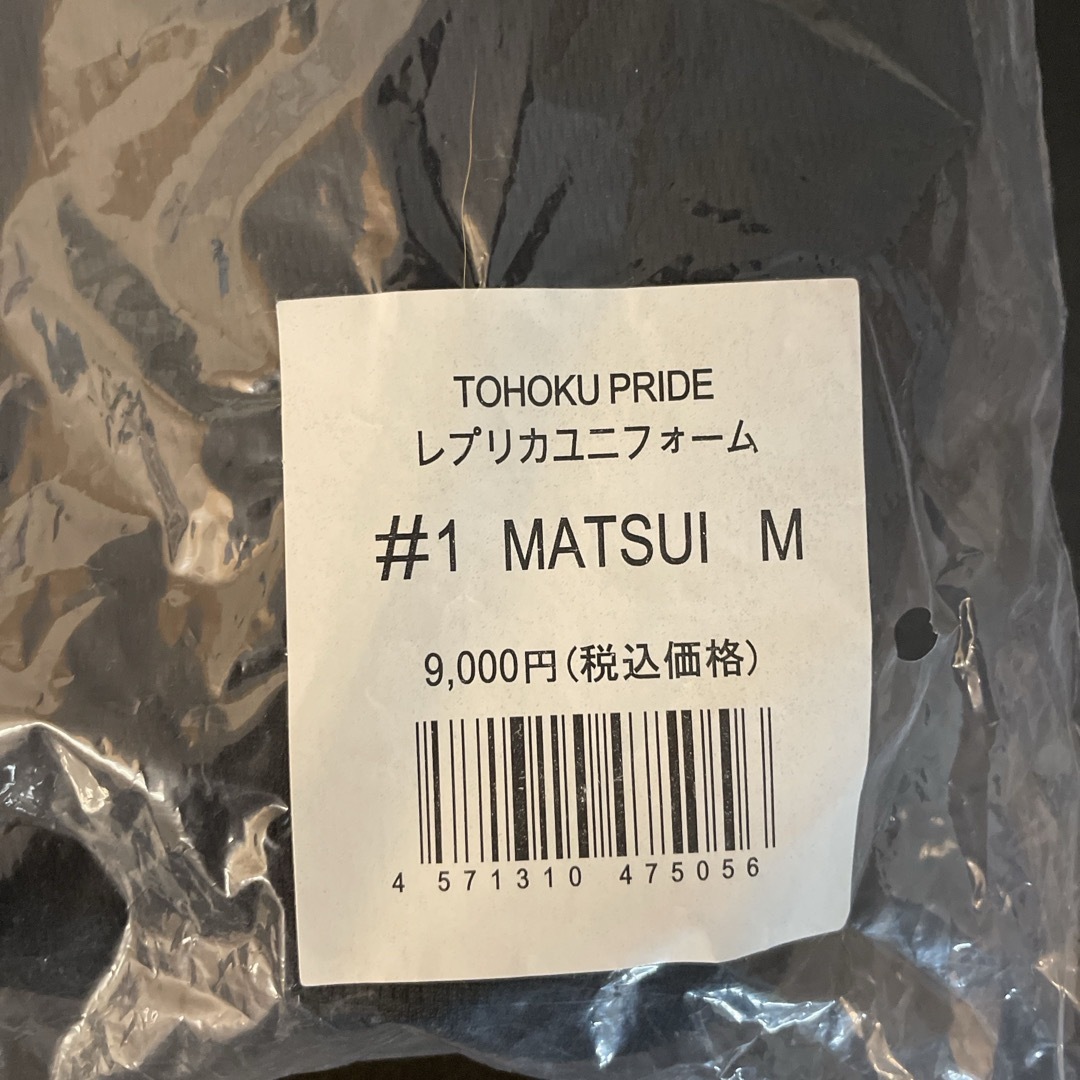 TOHOKU PRIDE
レプリカユニフォーム
#1 MATSUI M
9,000円(税込価格)
4 571310 475056